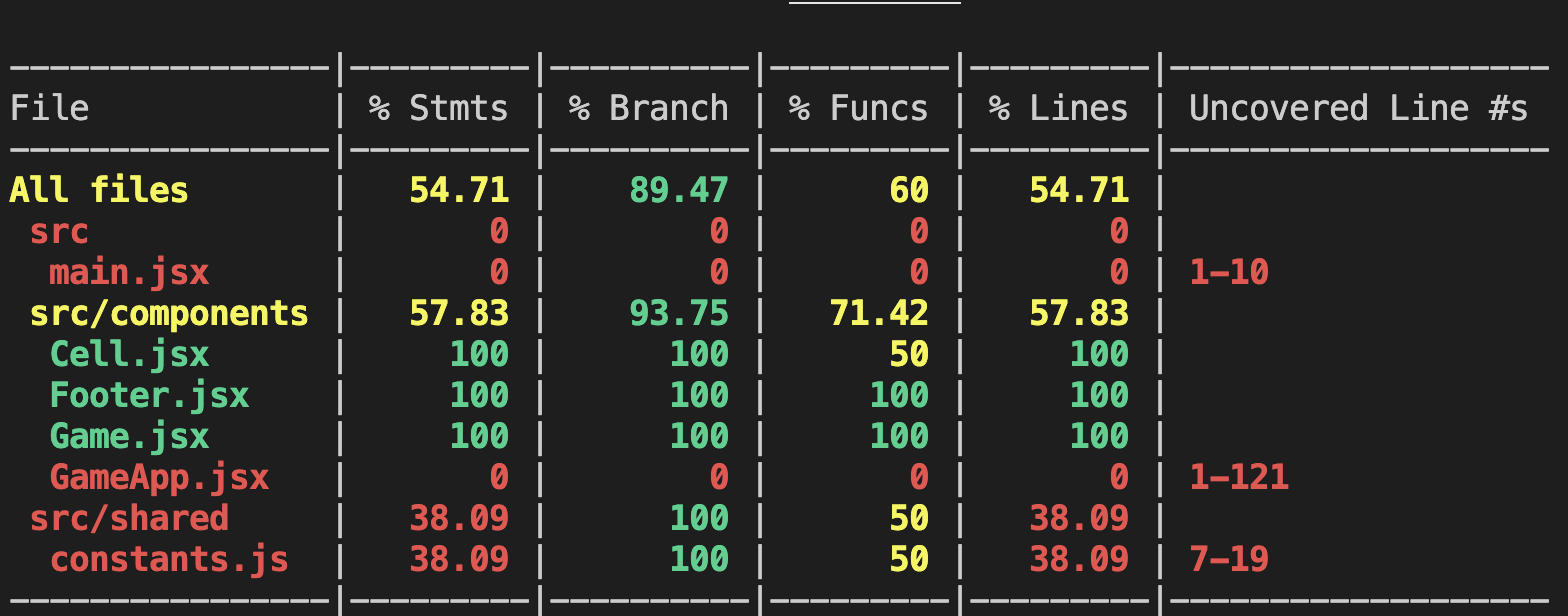 -----------------|---------|----------|---------|---------|-------------------
File | % Stmts | % Branch | % Funcs | % Lines | Uncovered Line #s
-----------------|---------|----------|---------|---------|-------------------
All files | 54.71 | 89.47 | 60 | 54.71 |
src | 0 | 0 | 0 | 0 |
main.jsx | 0 | 0 | 0 | 0 | 1-10
src/components | 57.83 | 93.75 | 71.42 | 57.83 |
Cell.jsx | 100 | 100 | 50 | 100 |
Footer.jsx | 100 | 100 | 100 | 100 |
Game.jsx | 100 | 100 | 100 | 100 |
GameApp.jsx | 0 | 0 | 0 | 0 | 1-121
src/shared | 38.09 | 100 | 50 | 38.09 |
constants.js | 38.09 | 100 | 50 | 38.09 | 7-19
-----------------|---------|----------|---------|---------|-------------------